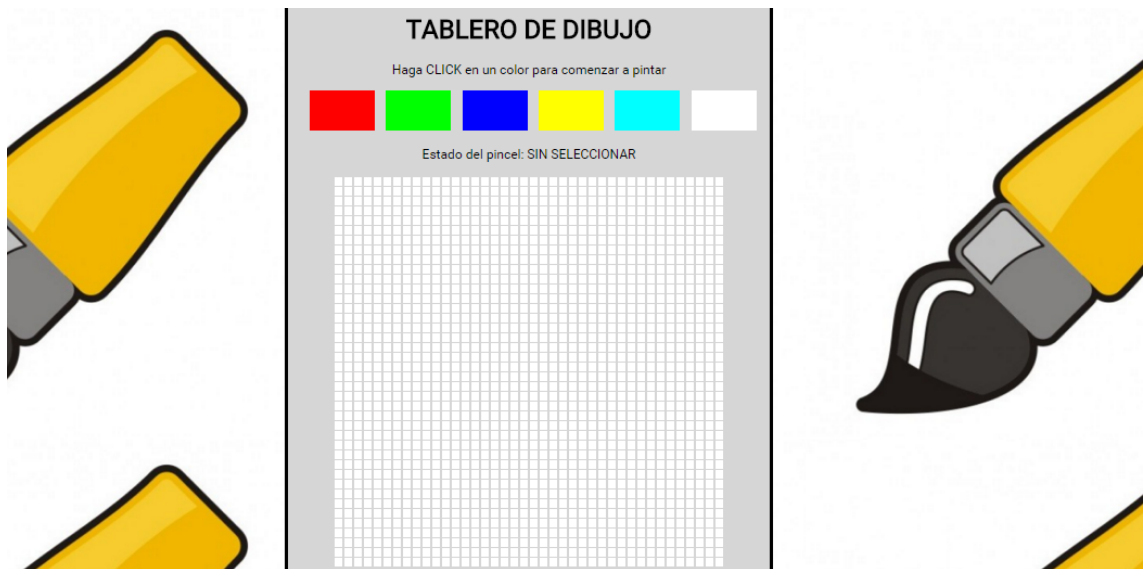 TABLERO DE DIBUJO
Haga CLICK en un color para comenzar a pintar
Estado del pincel: SIN SELECCIONAR